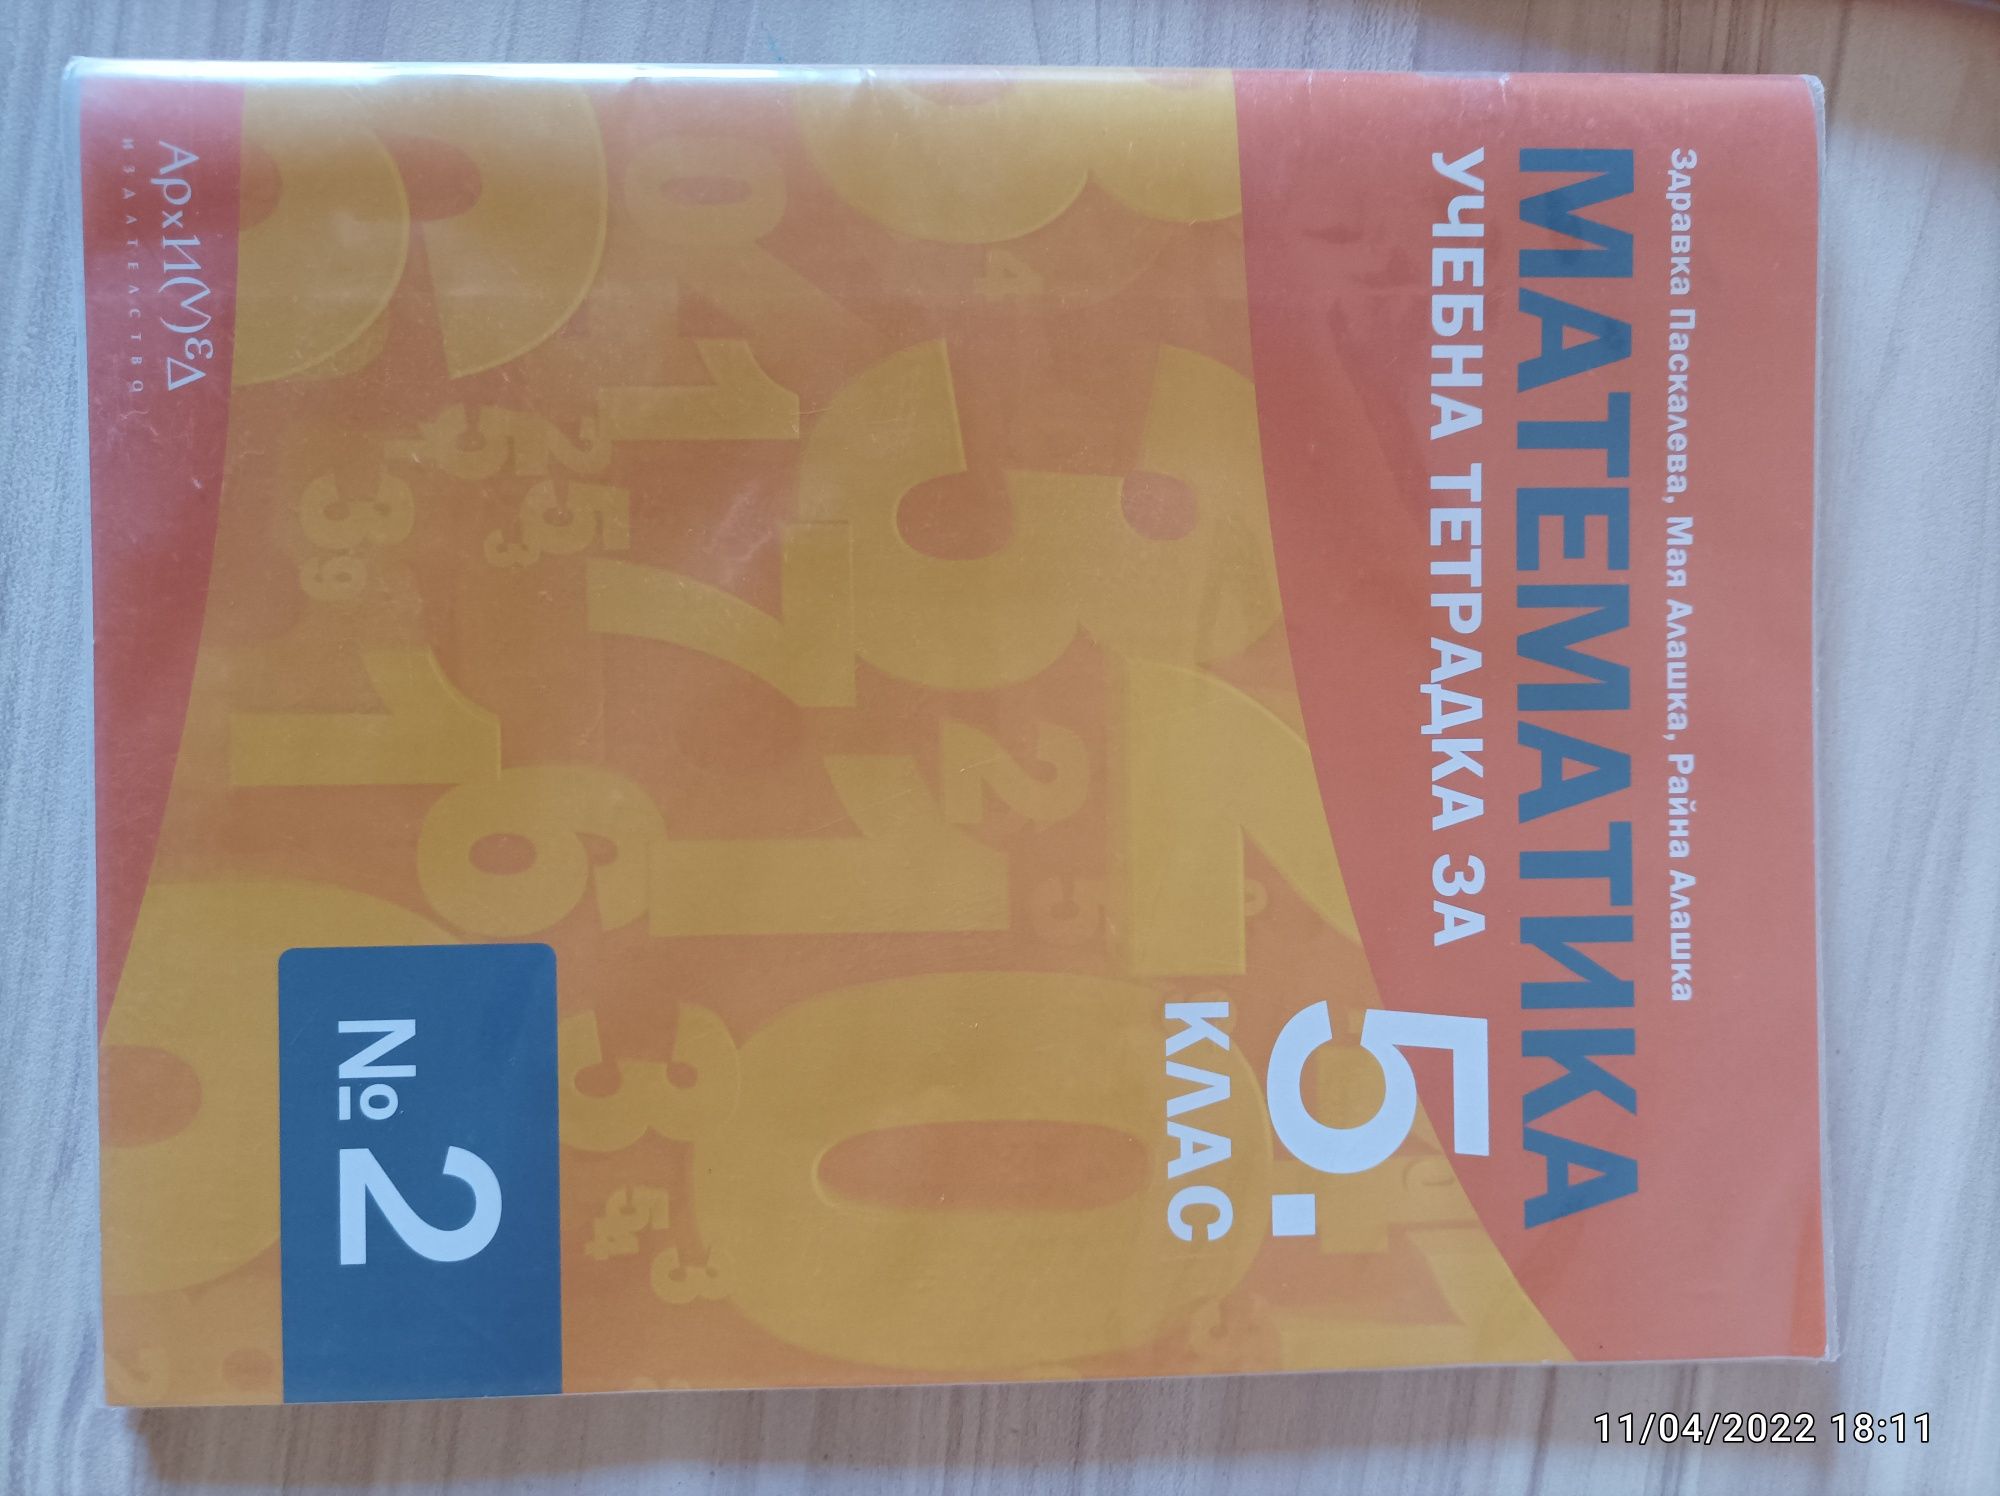 Здравка Паскалева, Мая Алашка, Райна Алашка
МАТЕМАТИКА
УЧЕБНА ТЕТРАДКА ЗА
5.
КЛАС
№ 2
АрхИмед
ИЗДАТЕЛСТВО
11/04/2022 18:11